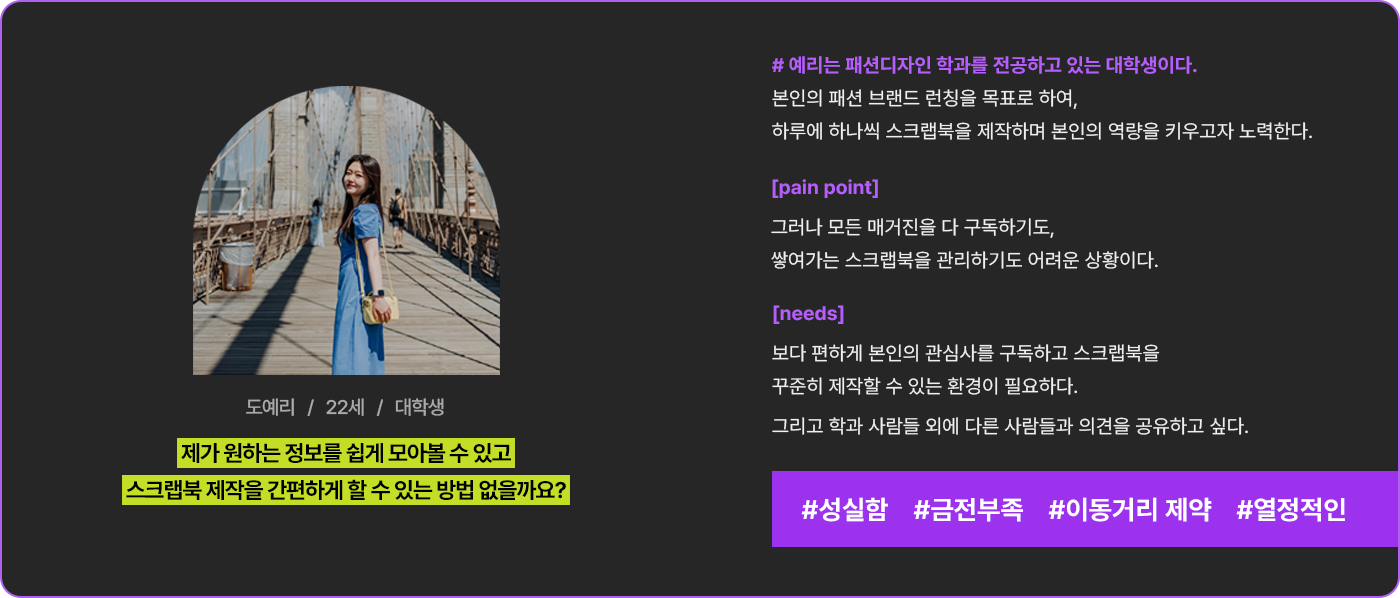 도예리 / 22세 / 대학생
제가 원하는 정보를 쉽게 모아볼 수 있고
스크랩북 제작을 간편하게 할 수 있는 방법 없을까요?
# 예리는 패션디자인 학과를 전공하고 있는 대학생이다.
본인의 패션 브랜드 런칭을 목표로 하여,
하루에 하나씩 스크랩북을 제작하며 본인의 역량을 키우고자 노력한다.
[pain point]
그러나 모든 매거진을 다 구독하기도,
쌓여가는 스크랩북을 관리하기도 어려운 상황이다.
[needs]
보다 편하게 본인의 관심사를 구독하고 스크랩북을
꾸준히 제작할 수 있는 환경이 필요하다.
그리고 학과 사람들 외에 다른 사람들과 의견을 공유하고 싶다.
#성실함 #금전부족 #이동거리 제약 #열정적인